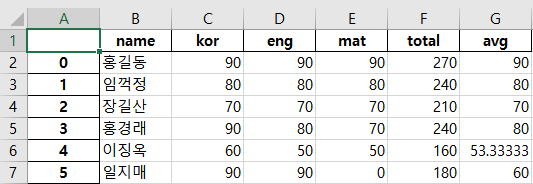 A B C D E F G
1 name kor eng mat total avg
2 0 홍길동 90 90 90 270 90
3 1 임꺽정 80 80 80 240 80
4 2 장길산 70 70 70 210 70
5 3 홍경래 90 80 70 240 80
6 4 이징옥 60 50 50 160 53.33333
7 5 일지매 90 90 0 180 60